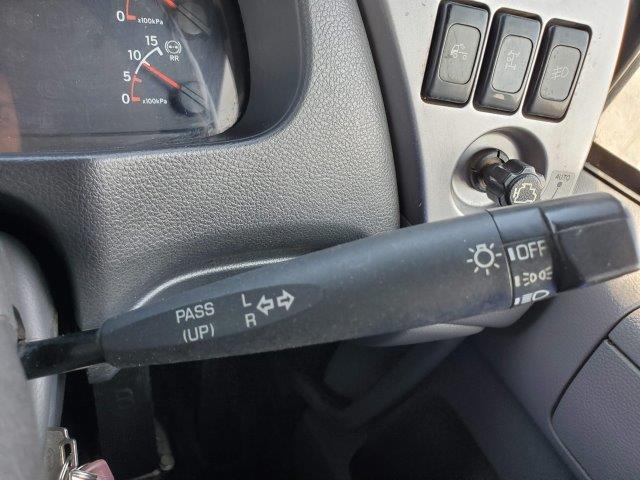 0
x100kPa
15
10
5
0
RR
x100kPa
AUTO
OFF
PASS
(UP)
L
R